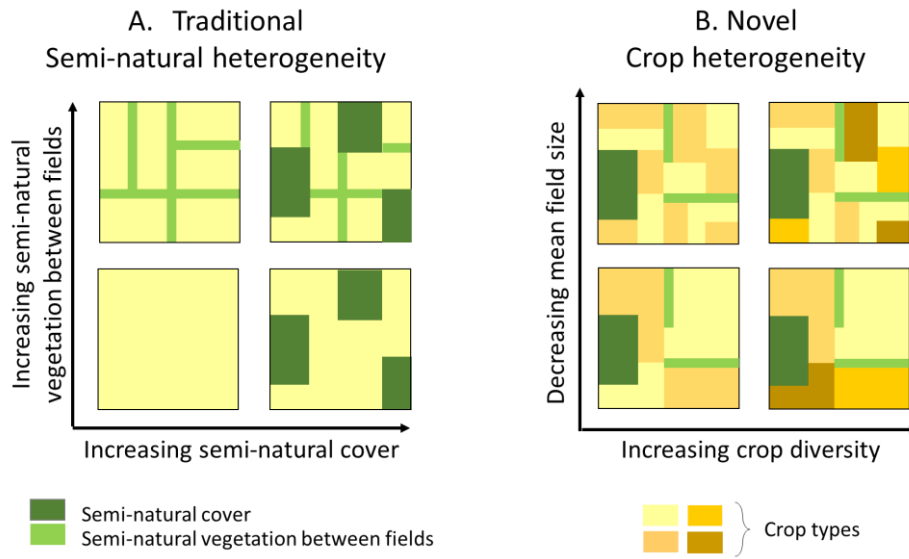 A. Traditional
Semi-natural heterogeneity
Increasing semi-natural
vegetation between fields
Increasing semi-natural cover
Semi-natural cover
Semi-natural vegetation between fields
B. Novel
Crop heterogeneity
Decreasing mean field size
Increasing crop diversity
Crop types